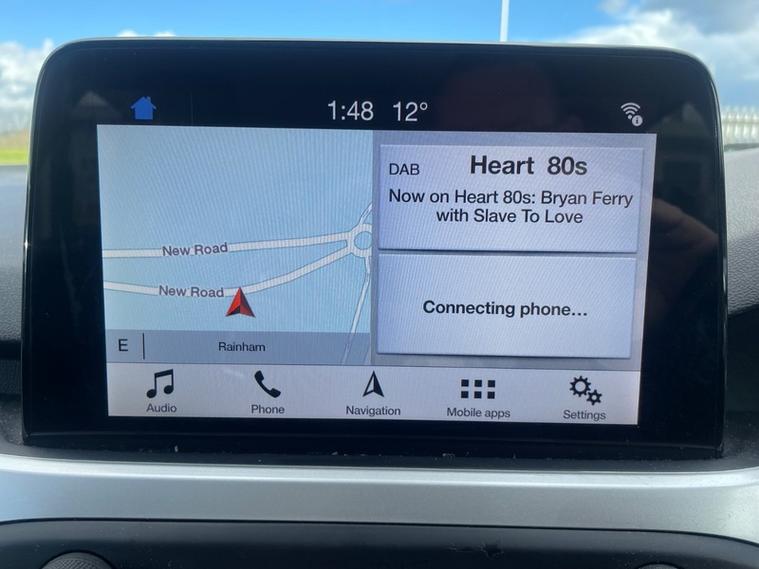 1:48 12°
DAB Heart 80s
Now on Heart 80s: Bryan Ferry
with Slave To Love
New Road
New Road
Connecting phone...
E Rainham
Audio Phone Navigation Mobile apps Settings